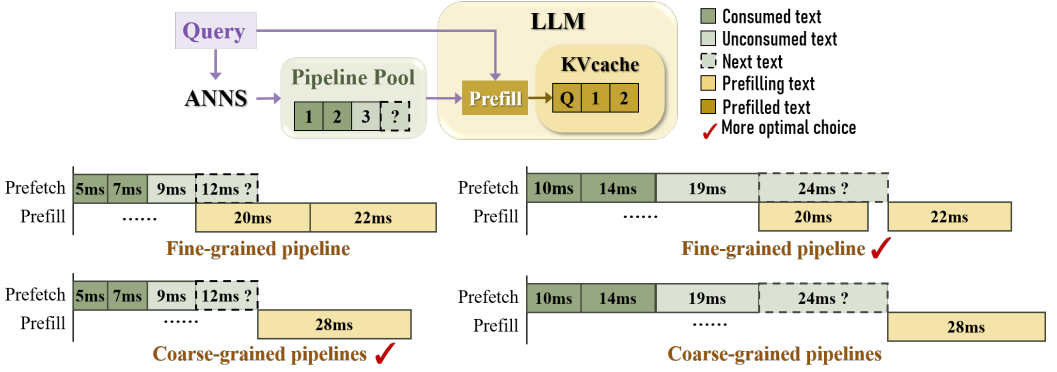 Query
ANNS
Pipeline Pool
1 2 3 ?
LLM
Prefill
KVcache
Q 1 2
Consumed text
Unconsumed text
Next text
Prefilling text
Prefilled text
More optimal choice
Prefetch 5ms 7ms 9ms 12ms ?
Prefill ...... 20ms 22ms
Fine-grained pipeline
Prefetch 10ms 14ms 19ms 24ms ?
Prefill ...... 20ms 22ms
Fine-grained pipeline
Prefetch 5ms 7ms 9ms 12ms ?
Prefill ...... 28ms
Coarse-grained pipelines
Prefetch 10ms 14ms 19ms 24ms ?
Prefill ...... 28ms
Coarse-grained pipelines